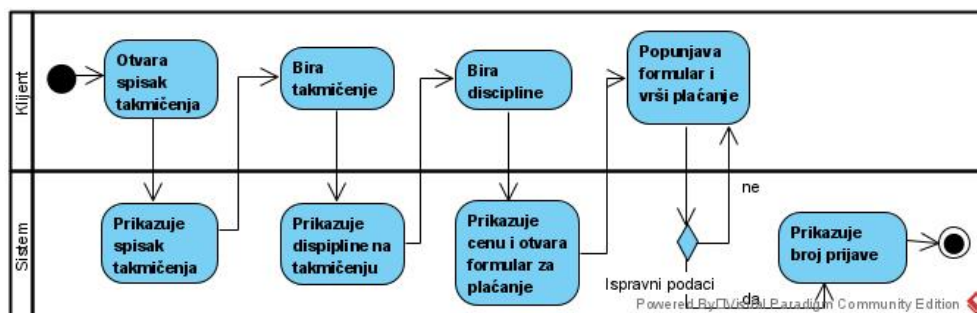 Klijent
Otvara
spisak
takmičenja
Bira
takmičenje
Bira
discipline
Popunjava
formular i
vrši plaćanje
Sistem
Prikazuje
spisak
takmičenja
Prikazuje
dispipline na
takmičenju
Prikazuje
cenu i otvara
formular za
plaćanje
ne
Ispravni podaci
da
Prikazuje
broj prijave
Powered By Visual Paradigm Community Edition